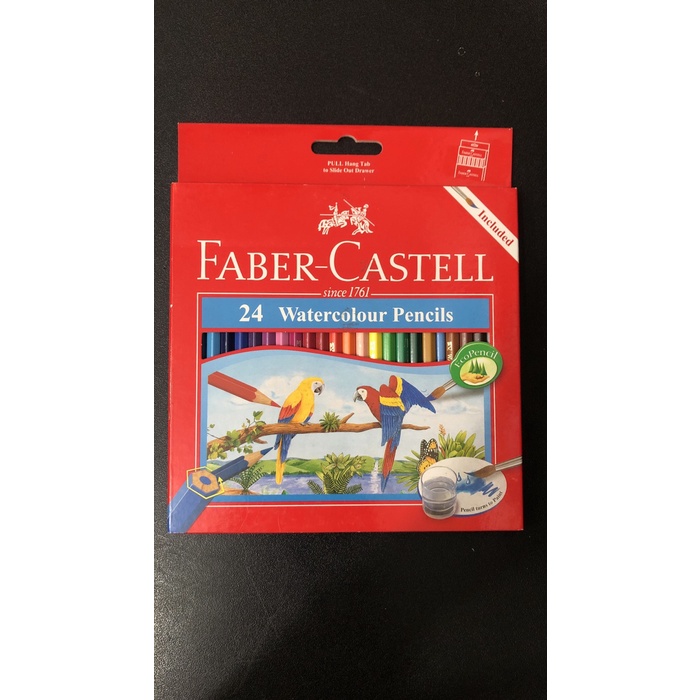 PULL Hang Tab
to Slide Out Drawer
Included
FABER-CASTELL
since 1761
24 Watercolour Pencils
EcoPencil
Pencil turns to Paint